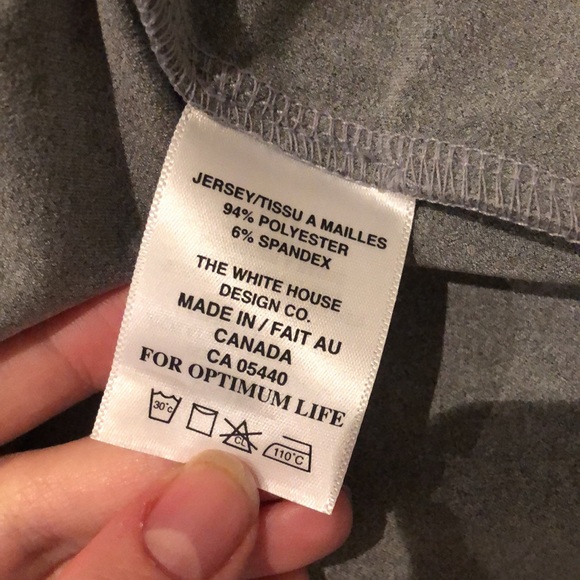 JERSEY/TISSU A MAILLES
94% POLYESTER
6% SPANDEX
THE WHITE HOUSE
DESIGN CO.
MADE IN / FAIT AU
CANADA
CA 05440
FOR OPTIMUM LIFE
30°C CL 110°C